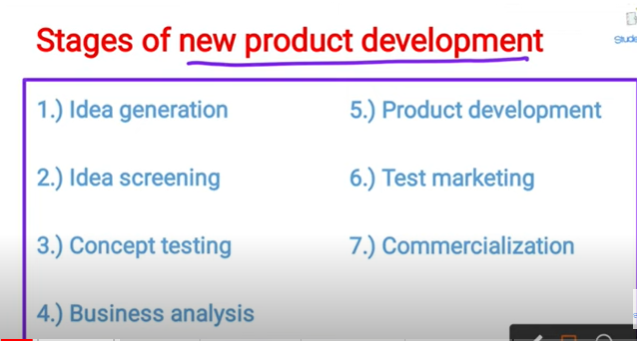 Stages of new product development
1.) Idea generation
2.) Idea screening
3.) Concept testing
4.) Business analysis
5.) Product development
6.) Test marketing
7.) Commercialization